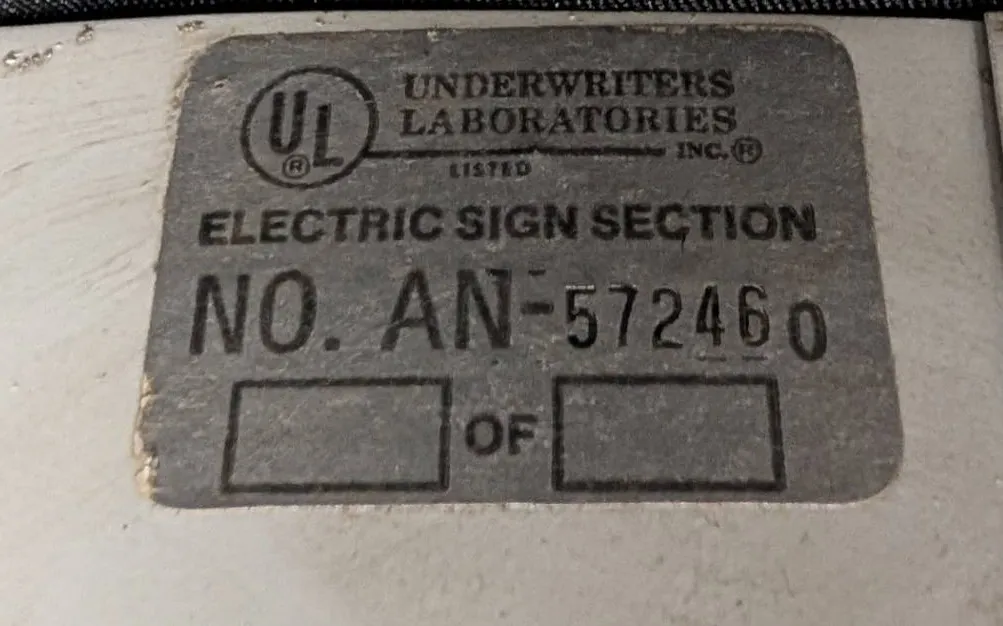 UL®
UNDERWRITERS
LABORATORIES
INC.®
LISTED
ELECTRIC SIGN SECTION
NO. AN-572460
OF